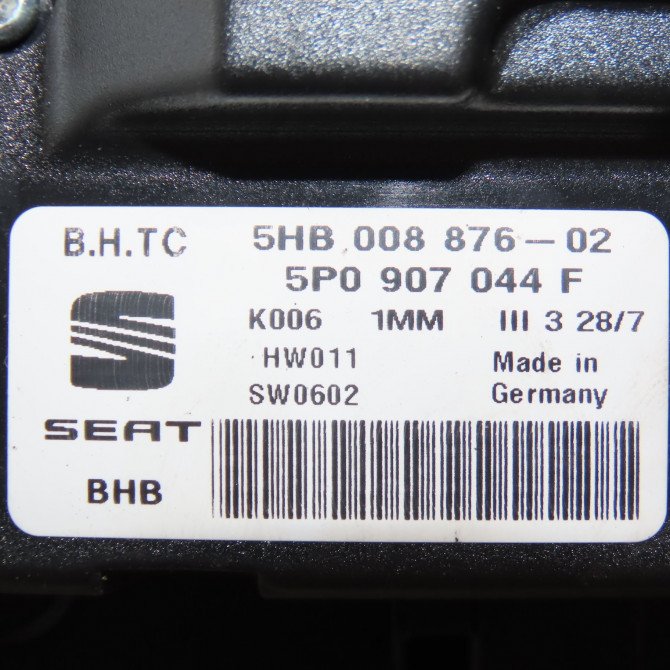 B.H.TC 5HB 008 876-02
5P0 907 044 F
K006 1MM III 3 28/7
HW011 Made in
SW0602 Germany
SEAT
BHB